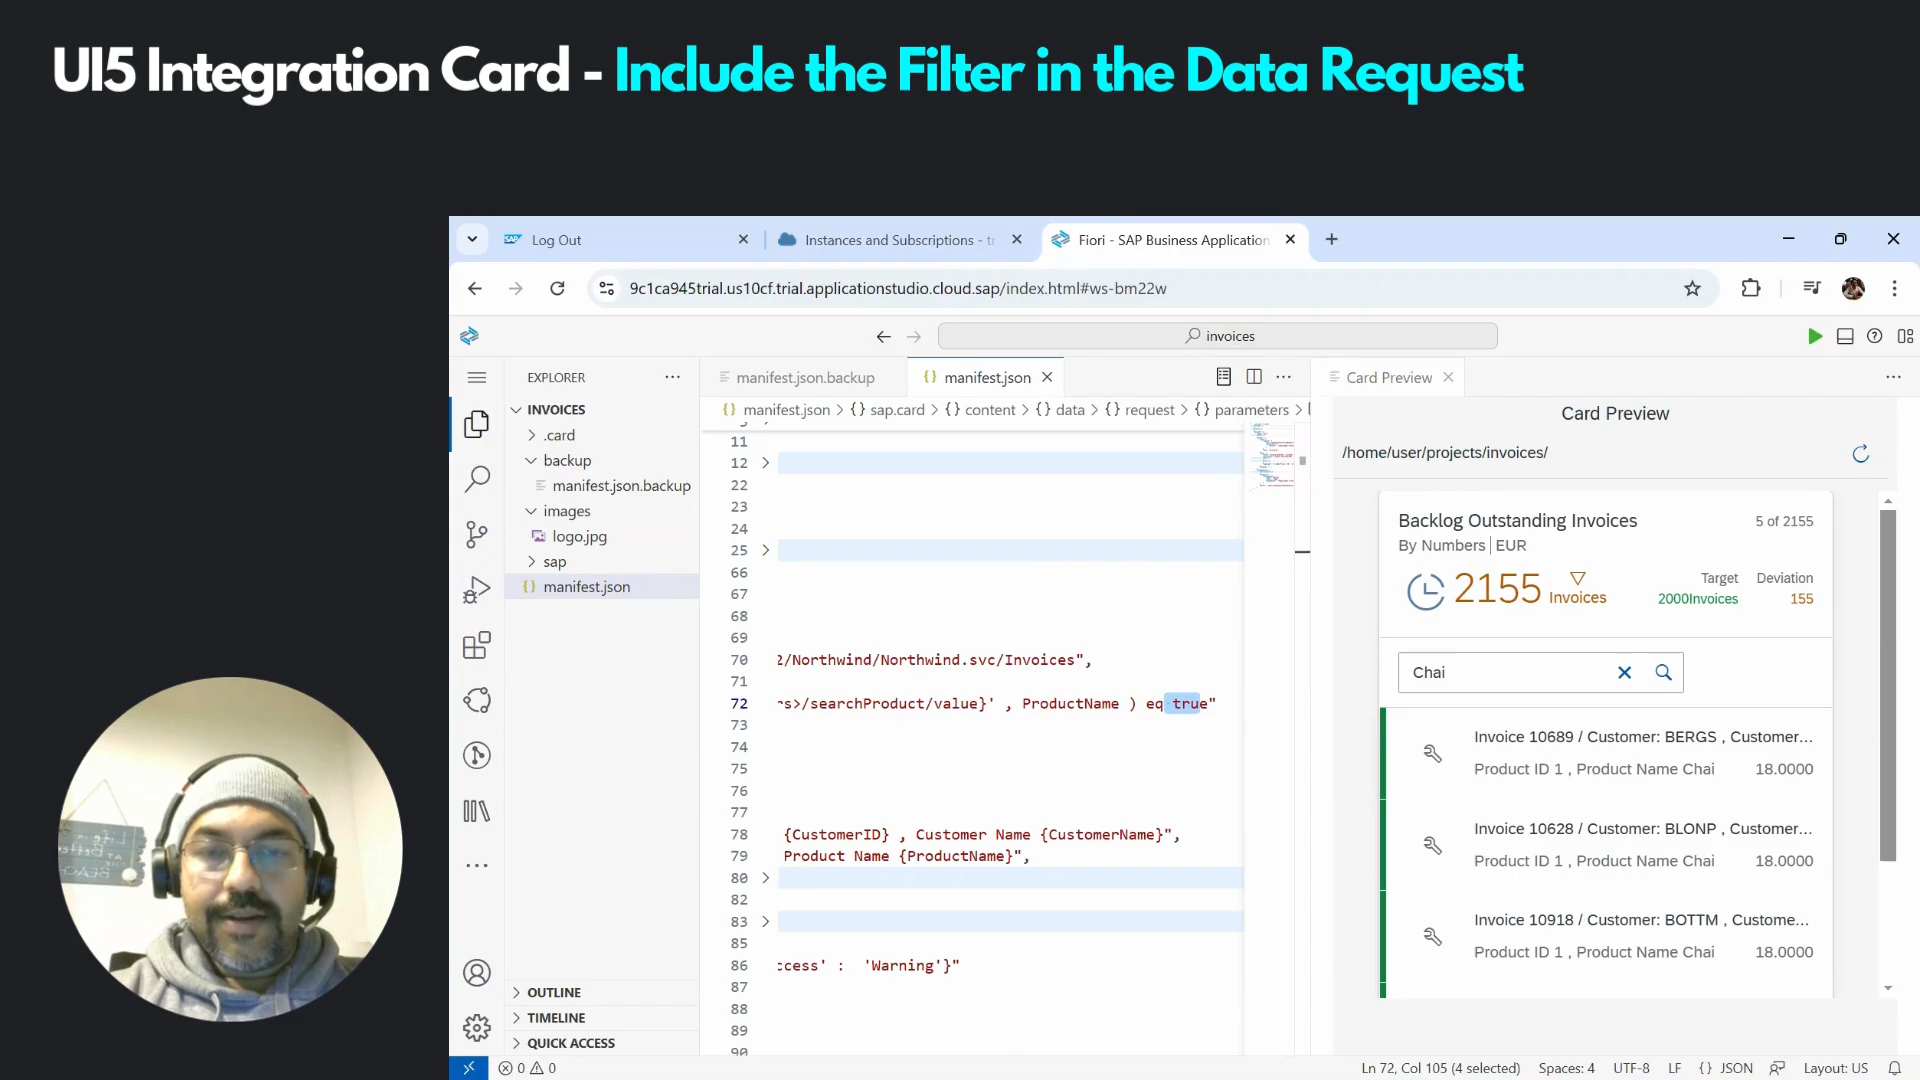 UI5 Integration Card - Include the Filter in the Data Request
Log Out
Instances and Subscriptions - tr
Fiori - SAP Business Application
9c1ca945trial.us10cf.trial.applicationstudio.cloud.sap/index.html#ws-bm22w
invoices
EXPLORER
INVOICES
.card
backup
manifest.json.backup
images
logo.jpg
sap
manifest.json
OUTLINE
TIMELINE
QUICK ACCESS
manifest.json.backup
manifest.json
manifest.json > {} sap.card > {} content > {} data > {} request > {} parameters >
11
12
22
23
24
25
66
67
68
69
70 2/Northwind/Northwind.svc/Invoices",
71
72 rs>/searchProduct/value}' , ProductName ) eq true"
73
74
75
76
77
78 {CustomerID} , Customer Name {CustomerName}",
79 Product Name {ProductName}",
80
82
83
85
86 ccess' : 'Warning'}"
87
88
89
90
Card Preview
Card Preview
/home/user/projects/invoices/
Backlog Outstanding Invoices
5 of 2155
By Numbers | EUR
2155
Invoices
Target
Deviation
2000Invoices
155
Chai
Invoice 10689 / Customer: BERGS , Customer...
Product ID 1 , Product Name Chai 18.0000
Invoice 10628 / Customer: BLONP , Customer...
Product ID 1 , Product Name Chai 18.0000
Invoice 10918 / Customer: BOTTM , Custome...
Product ID 1 , Product Name Chai 18.0000
0 0
Ln 72, Col 105 (4 selected) Spaces: 4 UTF-8 LF {} JSON Layout: US